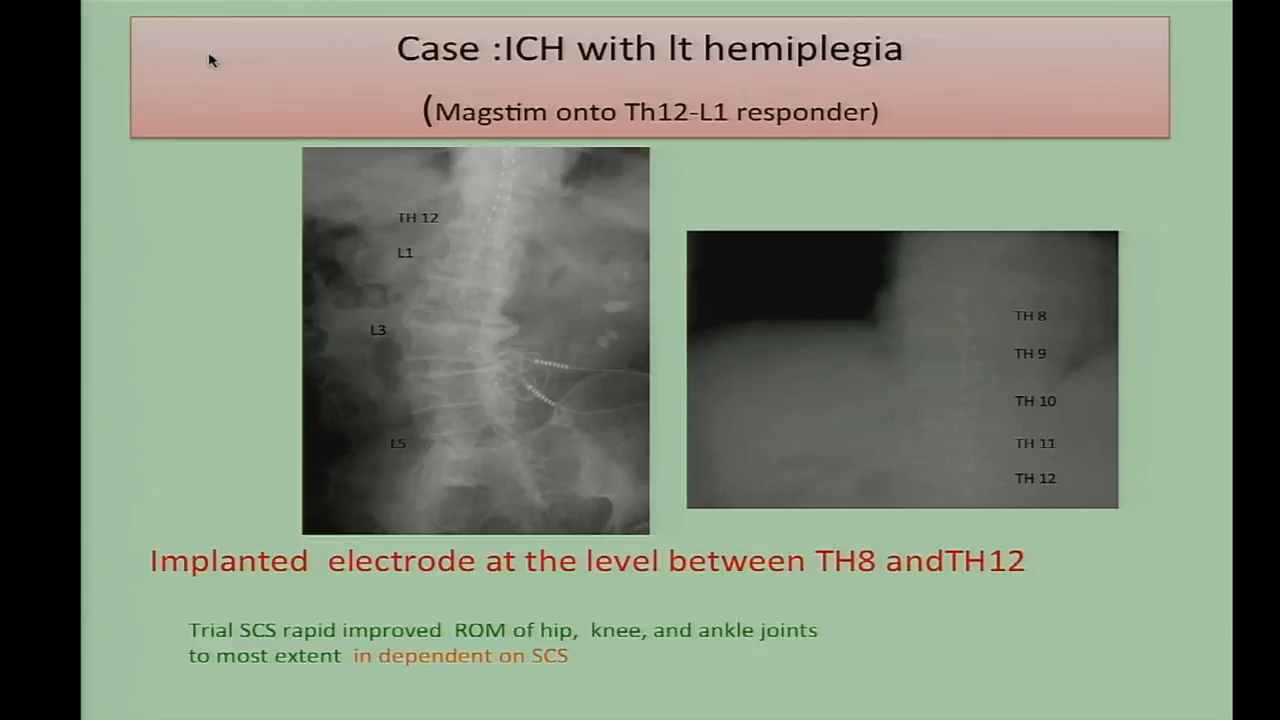 Case :ICH with lt hemiplegia
(Magstim onto Th12-L1 responder)
TH 12
L1
L3
L5
TH 8
TH 9
TH 10
TH 11
TH 12
Implanted electrode at the level between TH8 andTH12
Trial SCS rapid improved ROM of hip, knee, and ankle joints
to most extent in dependent on SCS